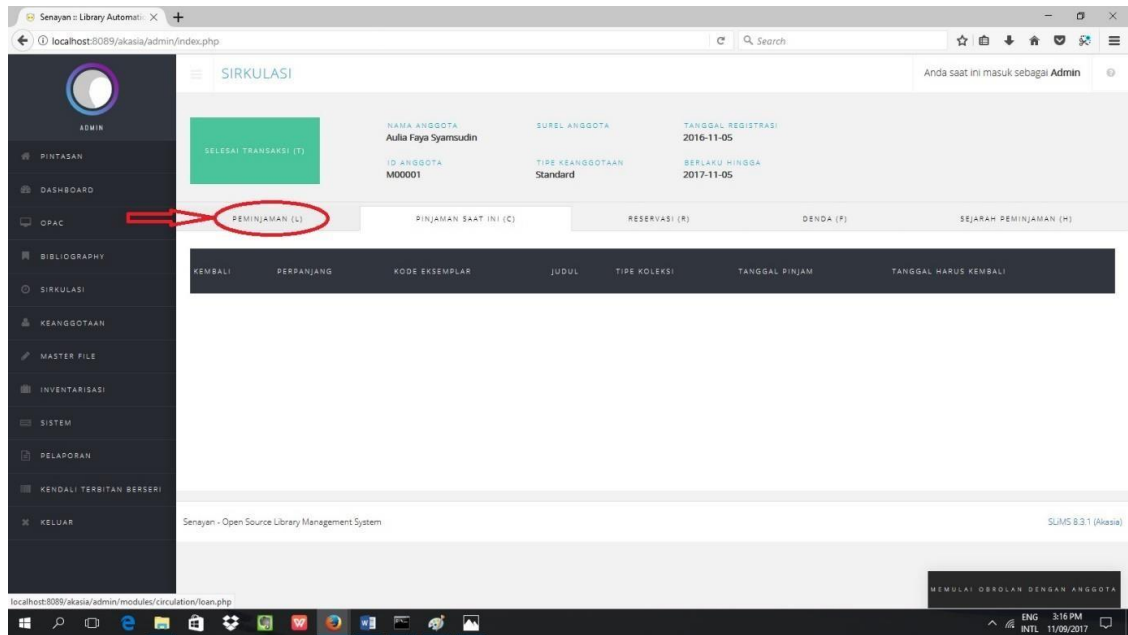 Senayan :: Library Automatic
localhost:8089/akasia/admin/index.php
Search
ADMIN
PINTASAN
DASHBOARD
OPAC
BIBLIOGRAPHY
SIRKULASI
KEANGGOTAAN
MASTER FILE
INVENTARISASI
SISTEM
PELAPORAN
KENDALI TERBITAN BERSERI
KELUAR
SIRKULASI
Anda saat ini masuk sebagai Admin
SELESAI TRANSAKSI (T)
NAMA ANGGOTA SUREL ANGGOTA TANGGAL REGISTRASI
Aulia Faya Syamsudin 2016-11-05
ID ANGGOTA TIPE KEANGGOTAAN BERLAKU HINGGA
M00001 Standard 2017-11-05
PEMINJAMAN (L) PINJAMAN SAAT INI (C) RESERVASI (R) DENDA (F) SEJARAH PEMINJAMAN (H)
KEMBALI PERPANJANG KODE EKSEMPLAR JUDUL TIPE KOLEKSI TANGGAL PINJAM TANGGAL HARUS KEMBALI
Senayan - Open Source Library Management System SLiMS 8.3.1 (Akasia)
MEMULAI OBROLAN DENGAN ANGGOTA
localhost:8089/akasia/admin/modules/circulation/loan.php
ENG 3:16 PM
INTL 11/09/2017